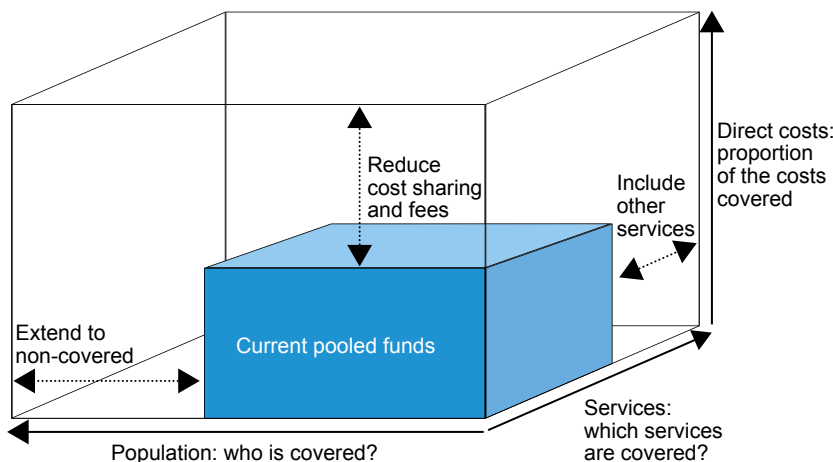 Reduce
cost sharing
and fees
Include
other
services
Direct costs:
proportion
of the costs
covered
Extend to
non-covered
Current pooled funds
Population: who is covered?
Services:
which services
are covered?